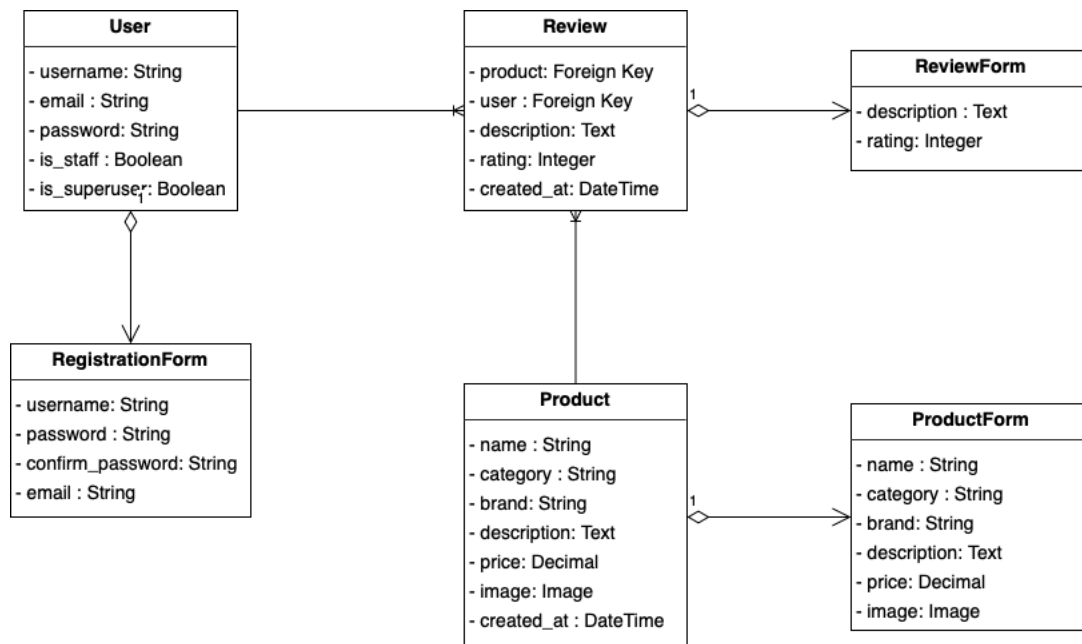 User
- username: String
- email : String
- password: String
- is_staff : Boolean
- is_superuser: Boolean
1
Review
- product: Foreign Key
- user : Foreign Key
- description: Text
- rating: Integer
- created_at: DateTime
1
ReviewForm
- description : Text
- rating: Integer
RegistrationForm
- username: String
- password : String
- confirm_password: String
- email : String
Product
- name : String
- category : String
- brand: String
- description: Text
- price: Decimal
- image: Image
- created_at : DateTime
1
ProductForm
- name : String
- category : String
- brand: String
- description: Text
- price: Decimal
- image: Image